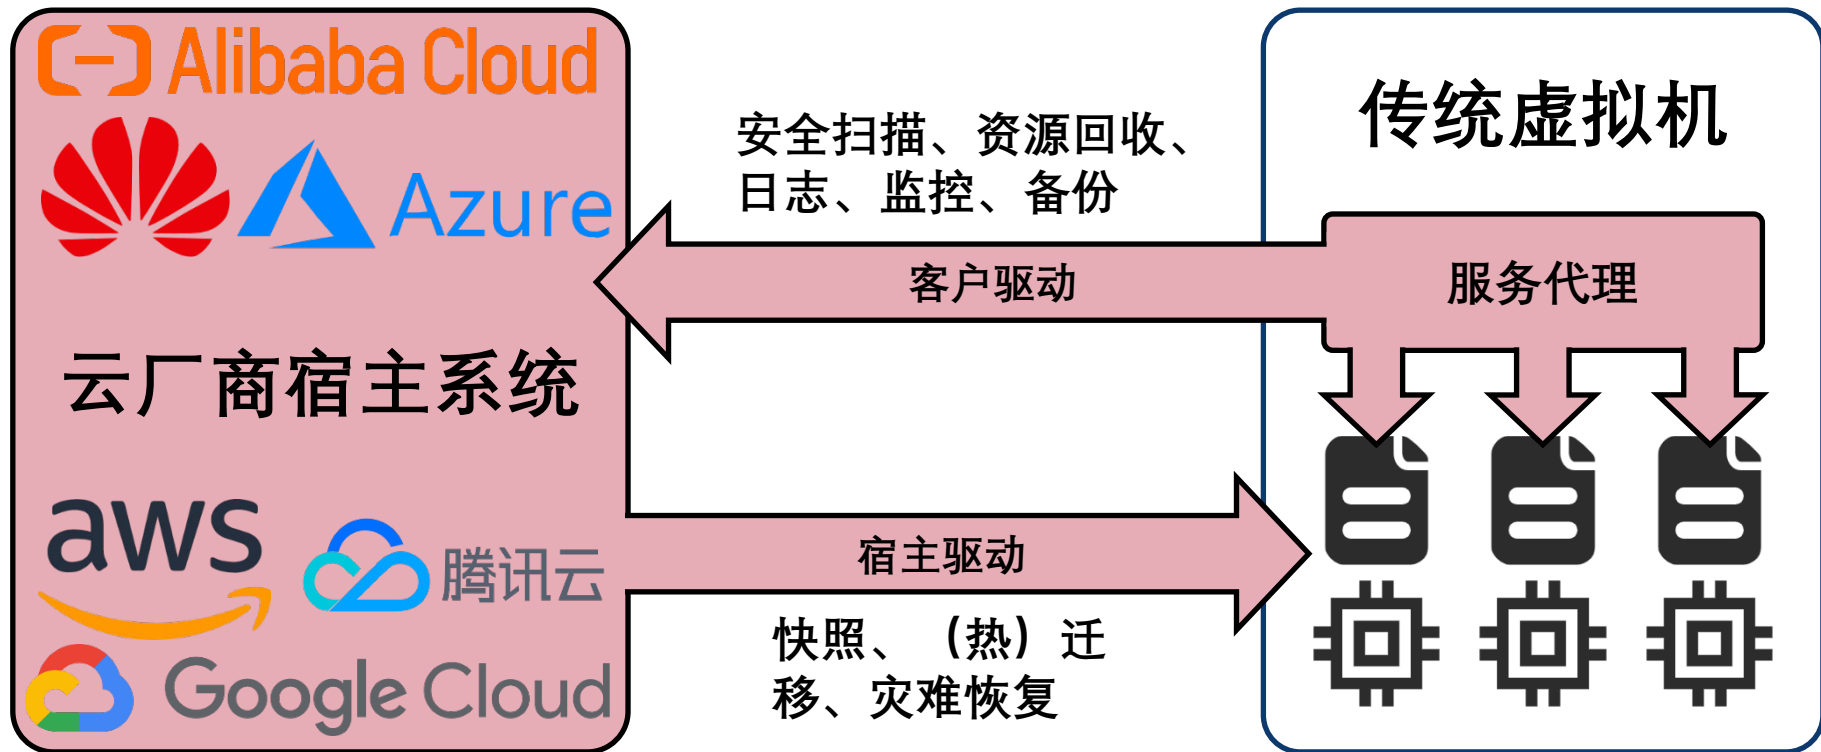 Alibaba Cloud
Azure
云厂商宿主系统
aws
腾讯云
Google Cloud
安全扫描、资源回收、
日志、监控、备份
客户驱动
宿主驱动
快照、（热）迁
移、灾难恢复
传统虚拟机
服务代理